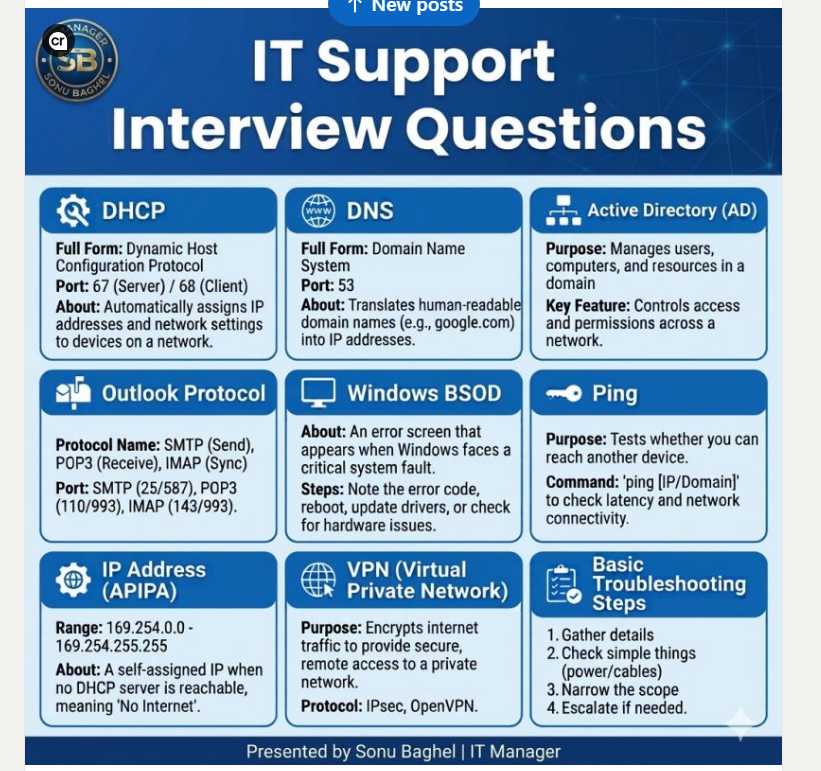 ↑ New posts
cr
MANAGER
SB
SONU BAGHEL
IT Support
Interview Questions
DHCP
Full Form: Dynamic Host
Configuration Protocol
Port: 67 (Server) / 68 (Client)
About: Automatically assigns IP
addresses and network settings
to devices on a network.
www
DNS
Full Form: Domain Name
System
Port: 53
About: Translates human-readable
domain names (e.g., google.com)
into IP addresses.
Active Directory (AD)
Purpose: Manages users,
computers, and resources in a
domain
Key Feature: Controls access
and permissions across a
network.
Outlook Protocol
Protocol Name: SMTP (Send),
POP3 (Receive), IMAP (Sync)
Port: SMTP (25/587), POP3
(110/993), IMAP (143/993).
Windows BSOD
About: An error screen that
appears when Windows faces a
critical system fault.
Steps: Note the error code,
reboot, update drivers, or check
for hardware issues.
Ping
Purpose: Tests whether you can
reach another device.
Command: 'ping [IP/Domain]'
to check latency and network
connectivity.
IP Address
(APIPA)
Range: 169.254.0.0 -
169.254.255.255
About: A self-assigned IP when
no DHCP server is reachable,
meaning 'No Internet'.
VPN (Virtual
Private Network)
Purpose: Encrypts internet
traffic to provide secure,
remote access to a private
network.
Protocol: IPsec, OpenVPN.
Basic
Troubleshooting
Steps
1. Gather details
2. Check simple things
(power/cables)
3. Narrow the scope
4. Escalate if needed.
Presented by Sonu Baghel | IT Manager